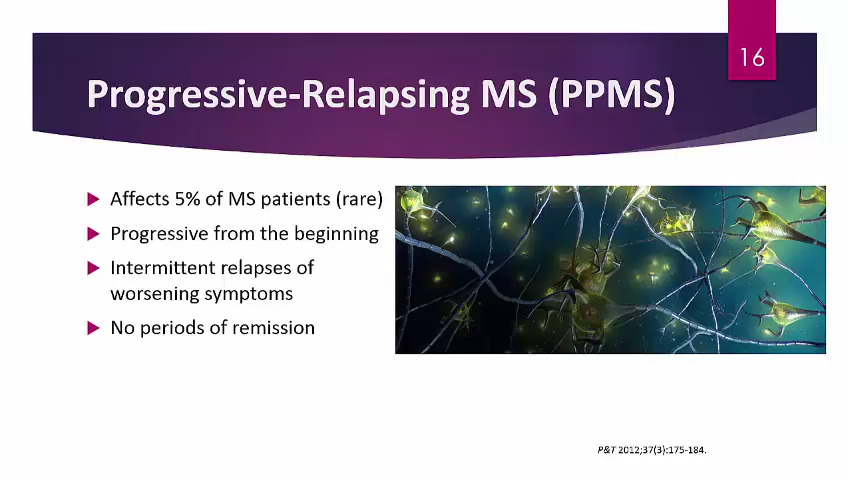 16
Progressive-Relapsing MS (PPMS)
Affects 5% of MS patients (rare)
Progressive from the beginning
Intermittent relapses of
worsening symptoms
No periods of remission
P&T 2012;37(3):175-184.